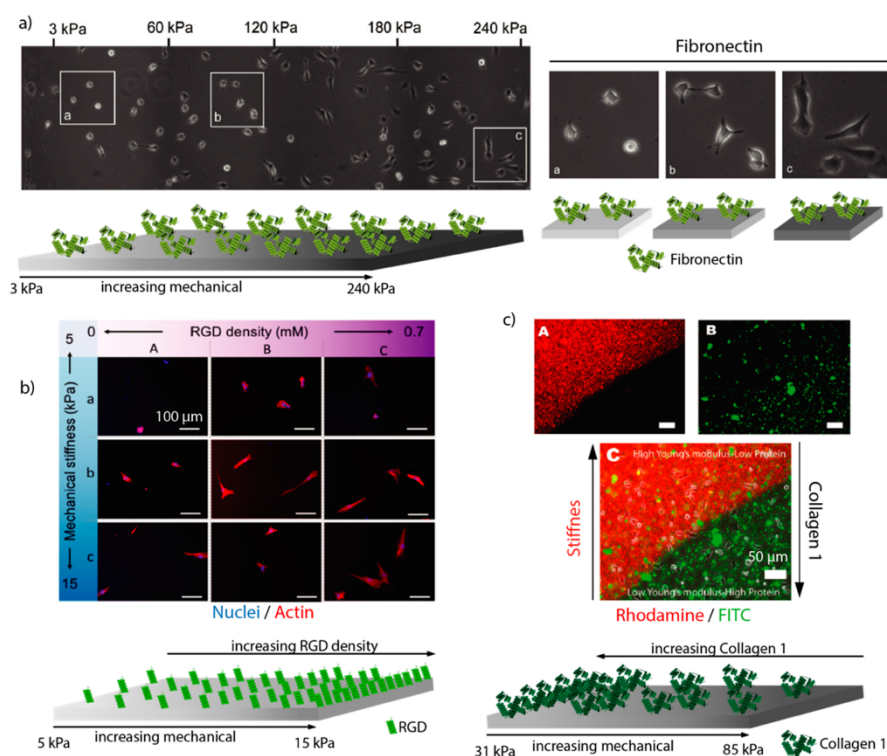 a)
3 kPa 60 kPa 120 kPa 180 kPa 240 kPa
a
b
c
Fibronectin
a
b
c
Fibronectin
3 kPa increasing mechanical 240 kPa
b)
0 RGD density (mM) 0.7
5
A B C
a
b
c
Mechanical stiffness (kPa)
15
100 μm
Nuclei / Actin
increasing RGD density
5 kPa increasing mechanical 15 kPa
RGD
c)
A
B
C
High Young's modulus-Low Protein
Stiffnes
Collagen 1
50 μm
Low Young's modulus-High Protein
Rhodamine / FITC
increasing Collagen 1
31 kPa increasing mechanical 85 kPa
Collagen 1